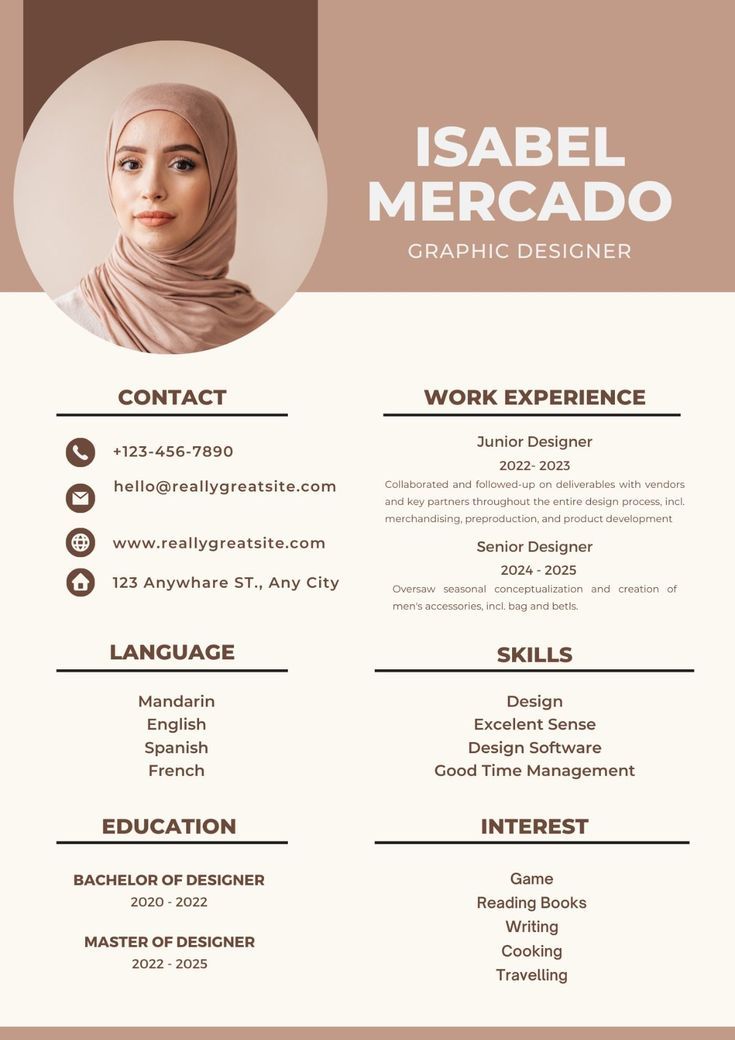 ISABEL
MERCADO
GRAPHIC DESIGNER
CONTACT
+123-456-7890
hello@reallygreatsite.com
www.reallygreatsite.com
123 Anywhare ST., Any City
LANGUAGE
Mandarin
English
Spanish
French
EDUCATION
BACHELOR OF DESIGNER
2020 - 2022
MASTER OF DESIGNER
2022 - 2025
WORK EXPERIENCE
Junior Designer
2022- 2023
Collaborated and followed-up on deliverables with vendors
and key partners throughout the entire design process, incl.
merchandising, preproduction, and product development
Senior Designer
2024 - 2025
Oversaw seasonal conceptualization and creation of
men's accessories, incl. bag and betls.
SKILLS
Design
Excelent Sense
Design Software
Good Time Management
INTEREST
Game
Reading Books
Writing
Cooking
Travelling